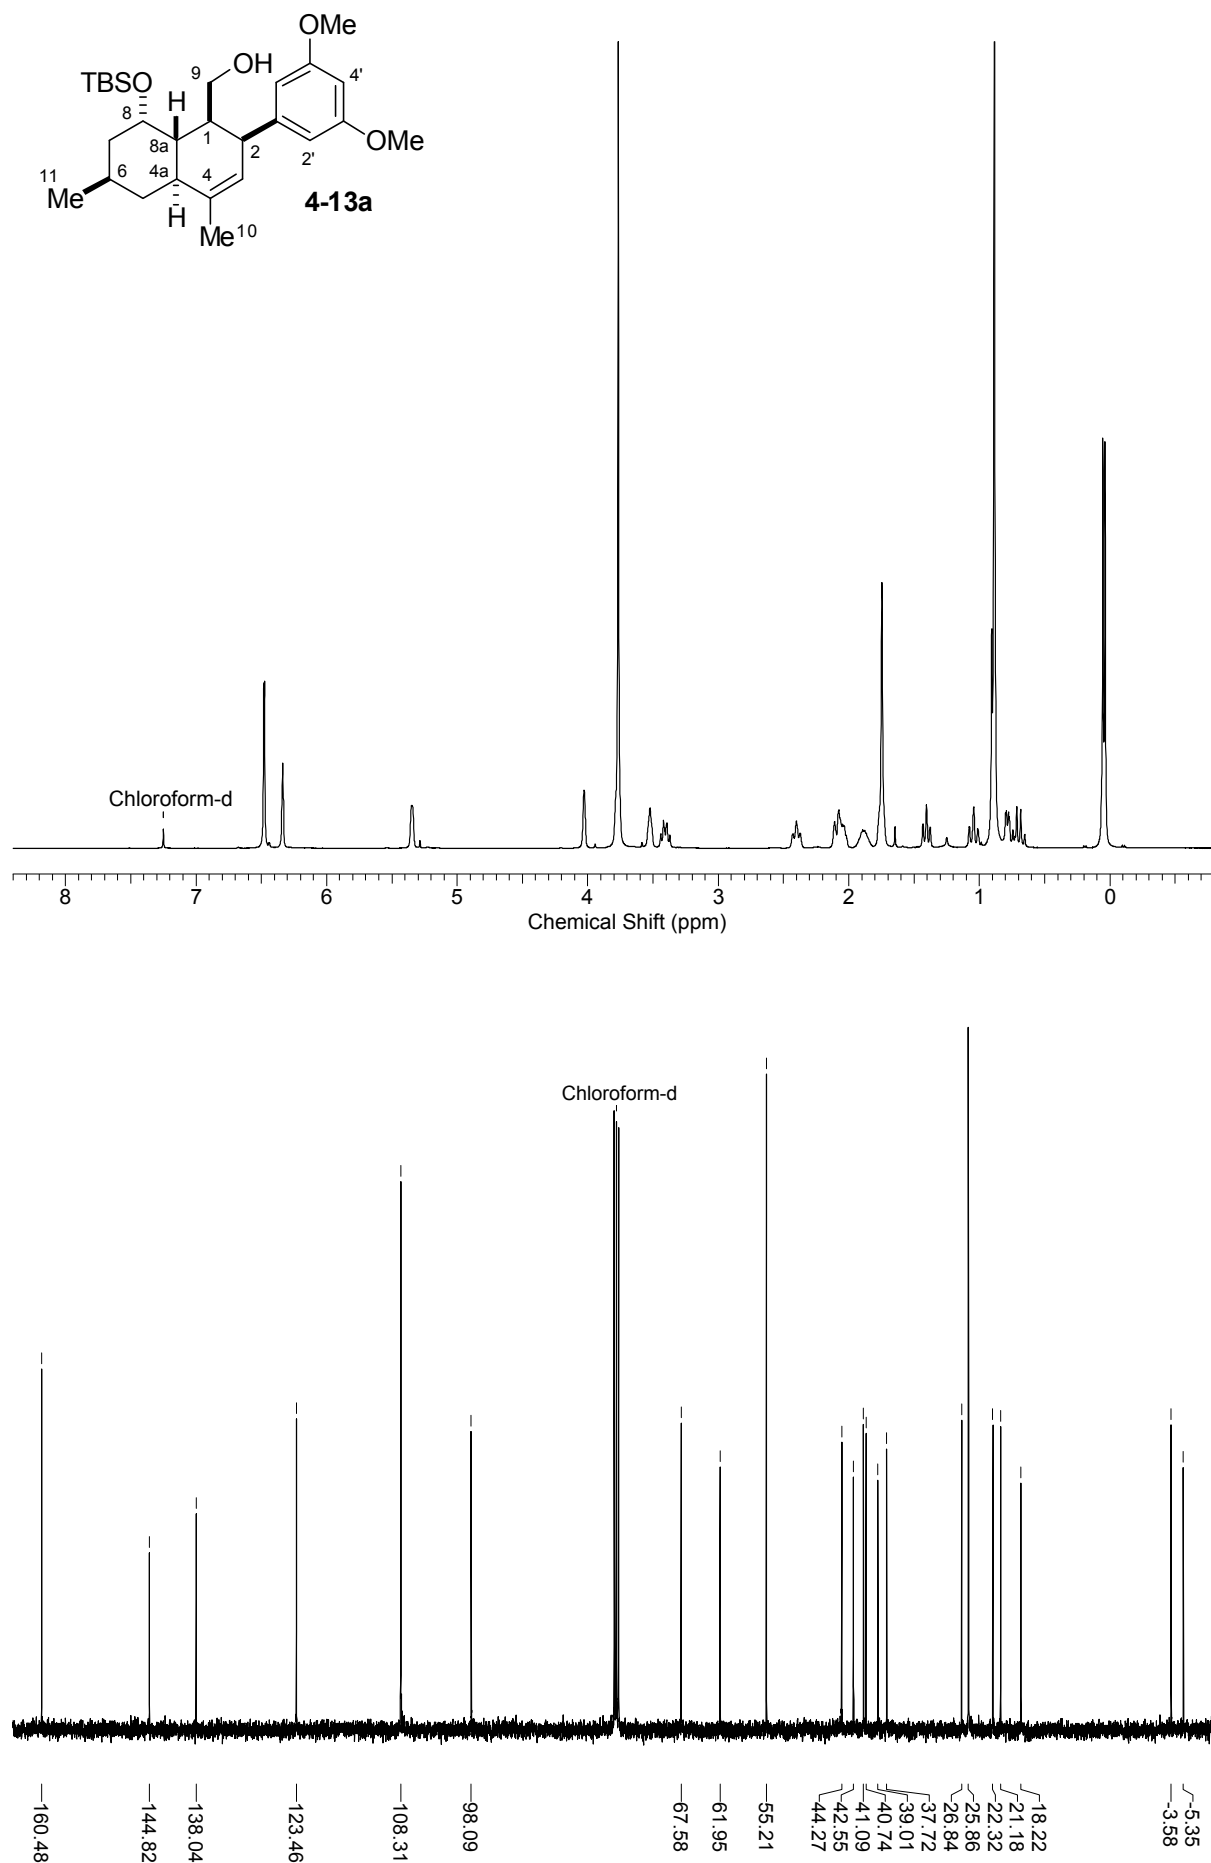 OMe
OH
9
TBSO
4'
8
H
1
8a
2
OMe
2'
6
4a
4
11
Me
H
4-13a
Me 10
Chloroform-d
8 7 6 5 4 3 2 1 0
Chemical Shift (ppm)
Chloroform-d
160.48
144.82
138.04
123.46
108.31
98.09
67.58
61.95
55.21
44.27
42.55
41.09
40.74
39.01
37.72
26.84
25.86
22.32
21.18
18.22
-3.58
-5.35